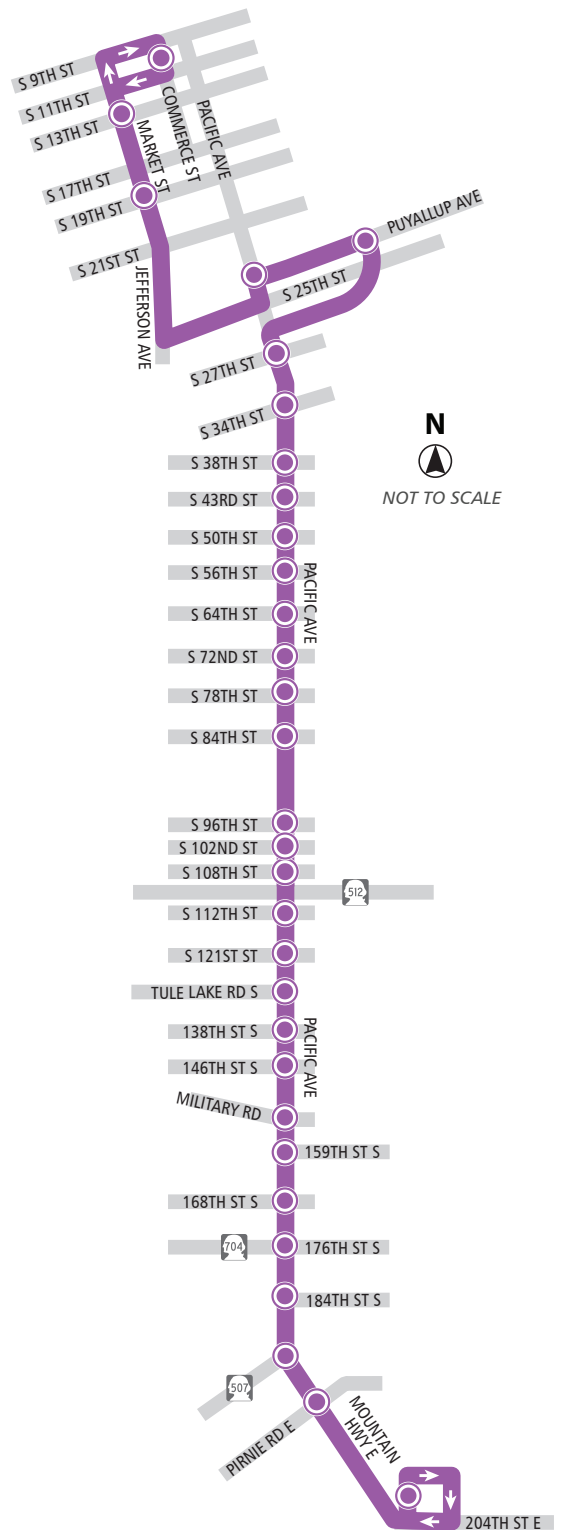 S 9TH ST
S 11TH ST
S 13TH ST
COMMERCE ST
PACIFIC AVE
MARKET ST
S 17TH ST
S 19TH ST
PUYALLUP AVE
S 21ST ST
S 25TH ST
JEFFERSON AVE
S 27TH ST
S 34TH ST
N
NOT TO SCALE
S 38TH ST
S 43RD ST
S 50TH ST
S 56TH ST
PACIFIC AVE
S 64TH ST
S 72ND ST
S 78TH ST
S 84TH ST
S 96TH ST
S 102ND ST
S 108TH ST
512
S 112TH ST
S 121ST ST
TULE LAKE RD S
138TH ST S
PACIFIC AVE
146TH ST S
MILITARY RD
159TH ST S
168TH ST S
704
176TH ST S
184TH ST S
507
PIRNIE RD E
MOUNTAIN
HWY E
204TH ST E